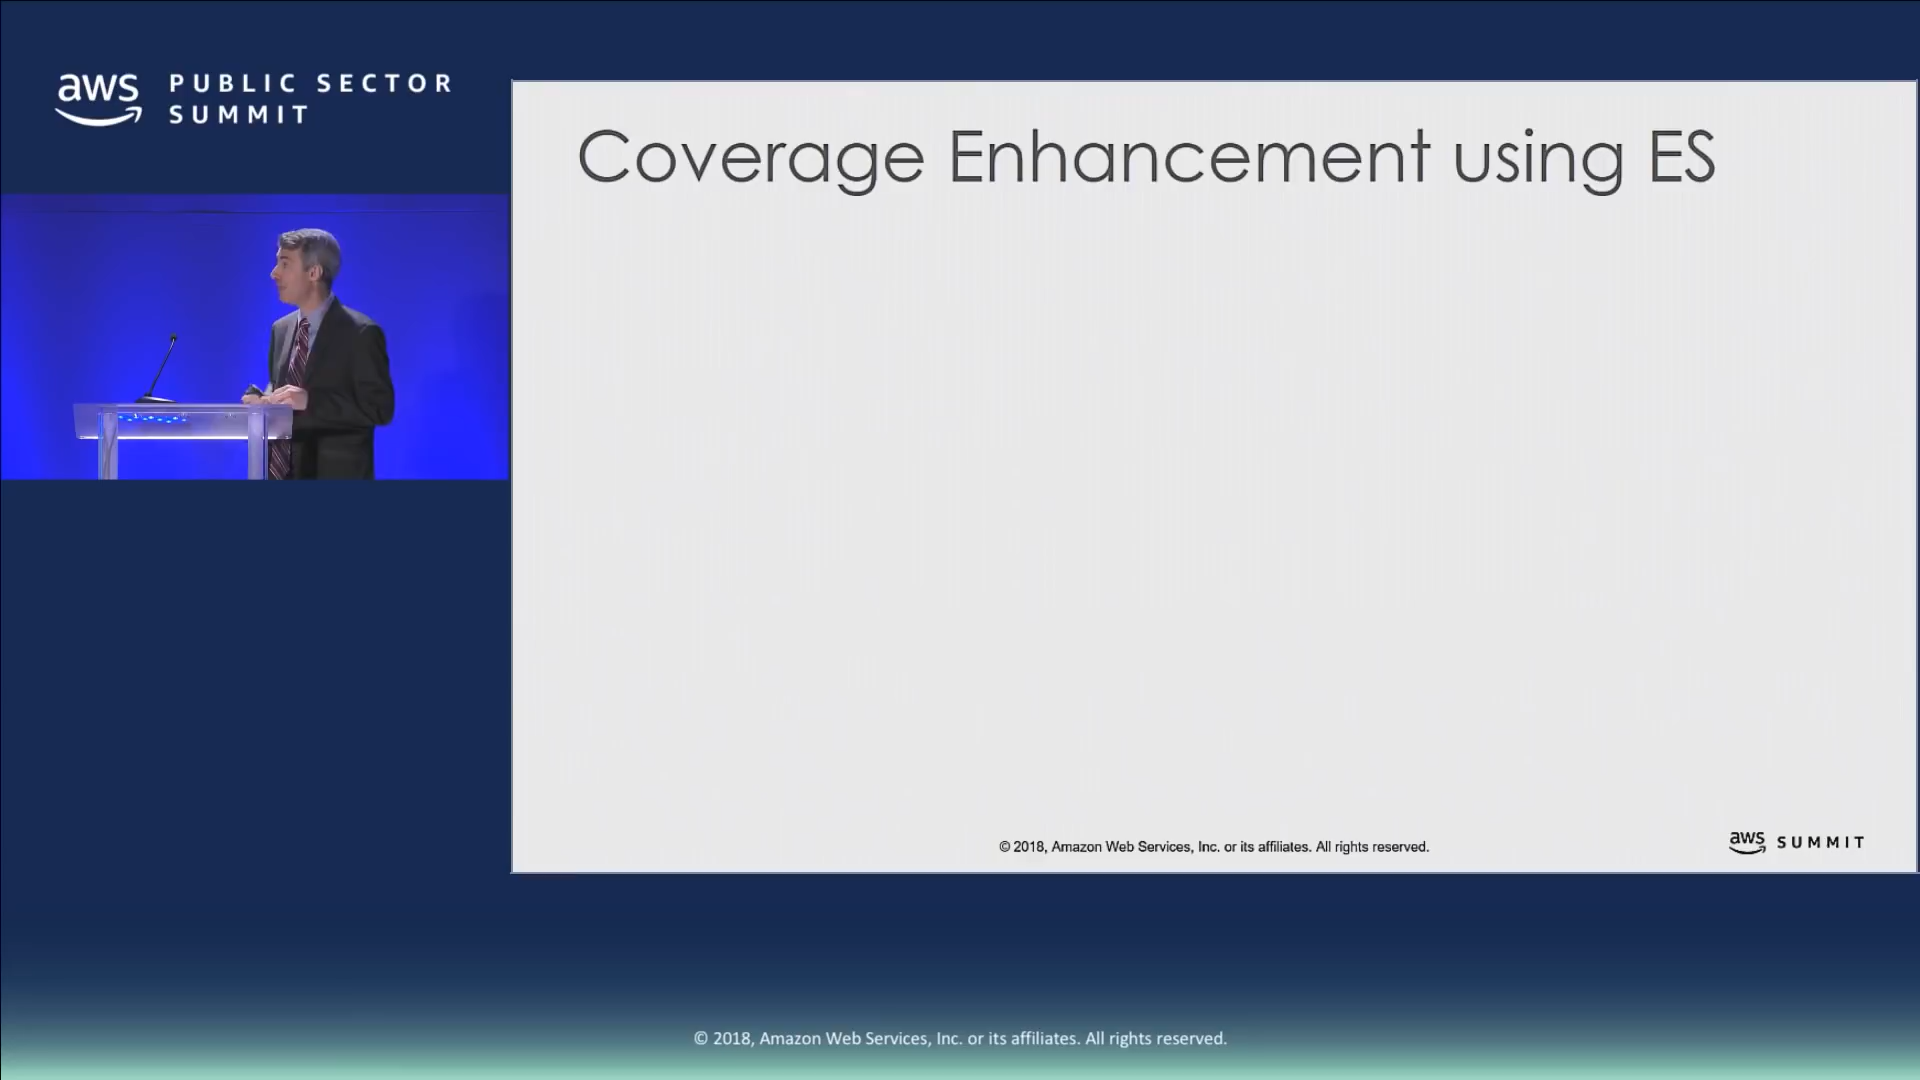 aws PUBLIC SECTOR
SUMMIT
Coverage Enhancement using ES
© 2018, Amazon Web Services, Inc. or its affiliates. All rights reserved.
aws SUMMIT
© 2018, Amazon Web Services, Inc. or its affiliates. All rights reserved.